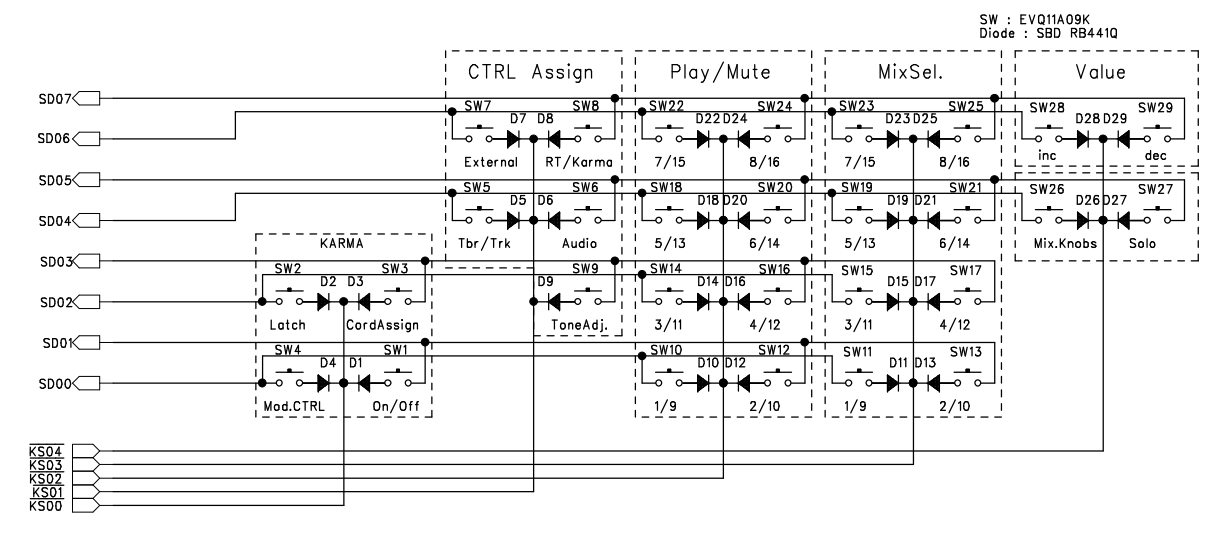 SW : EVQ11A09K
Diode : SBD RB441Q
CTRL Assign
Play/Mute
MixSel.
Value
SD07
SW7 SW8 SW22 SW24 SW23 SW25 SW28 SW29
SD06
D7 D8 D22 D24 D23 D25 D28 D29
External RT/Karma 7/15 8/16 7/15 8/16 inc dec
SD05
SW5 SW6 SW18 SW20 SW19 SW21 SW26 SW27
SD04
D5 D6 D18 D20 D19 D21 D26 D27
Tbr/Trk Audio 5/13 6/14 5/13 6/14 Mix.Knobs Solo
KARMA
SD03
SW2 SW3 SW9 SW14 SW16 SW15 SW17
SD02
D2 D3 D9 D14 D16 D15 D17
Latch CordAssign ToneAdj. 3/11 4/12 3/11 4/12
SD01
SW4 SW1 SW10 SW12 SW11 SW13
SD00
D4 D1 D10 D12 D11 D13
Mod.CTRL On/Off 1/9 2/10 1/9 2/10
KS04
KS03
KS02
KS01
KS00